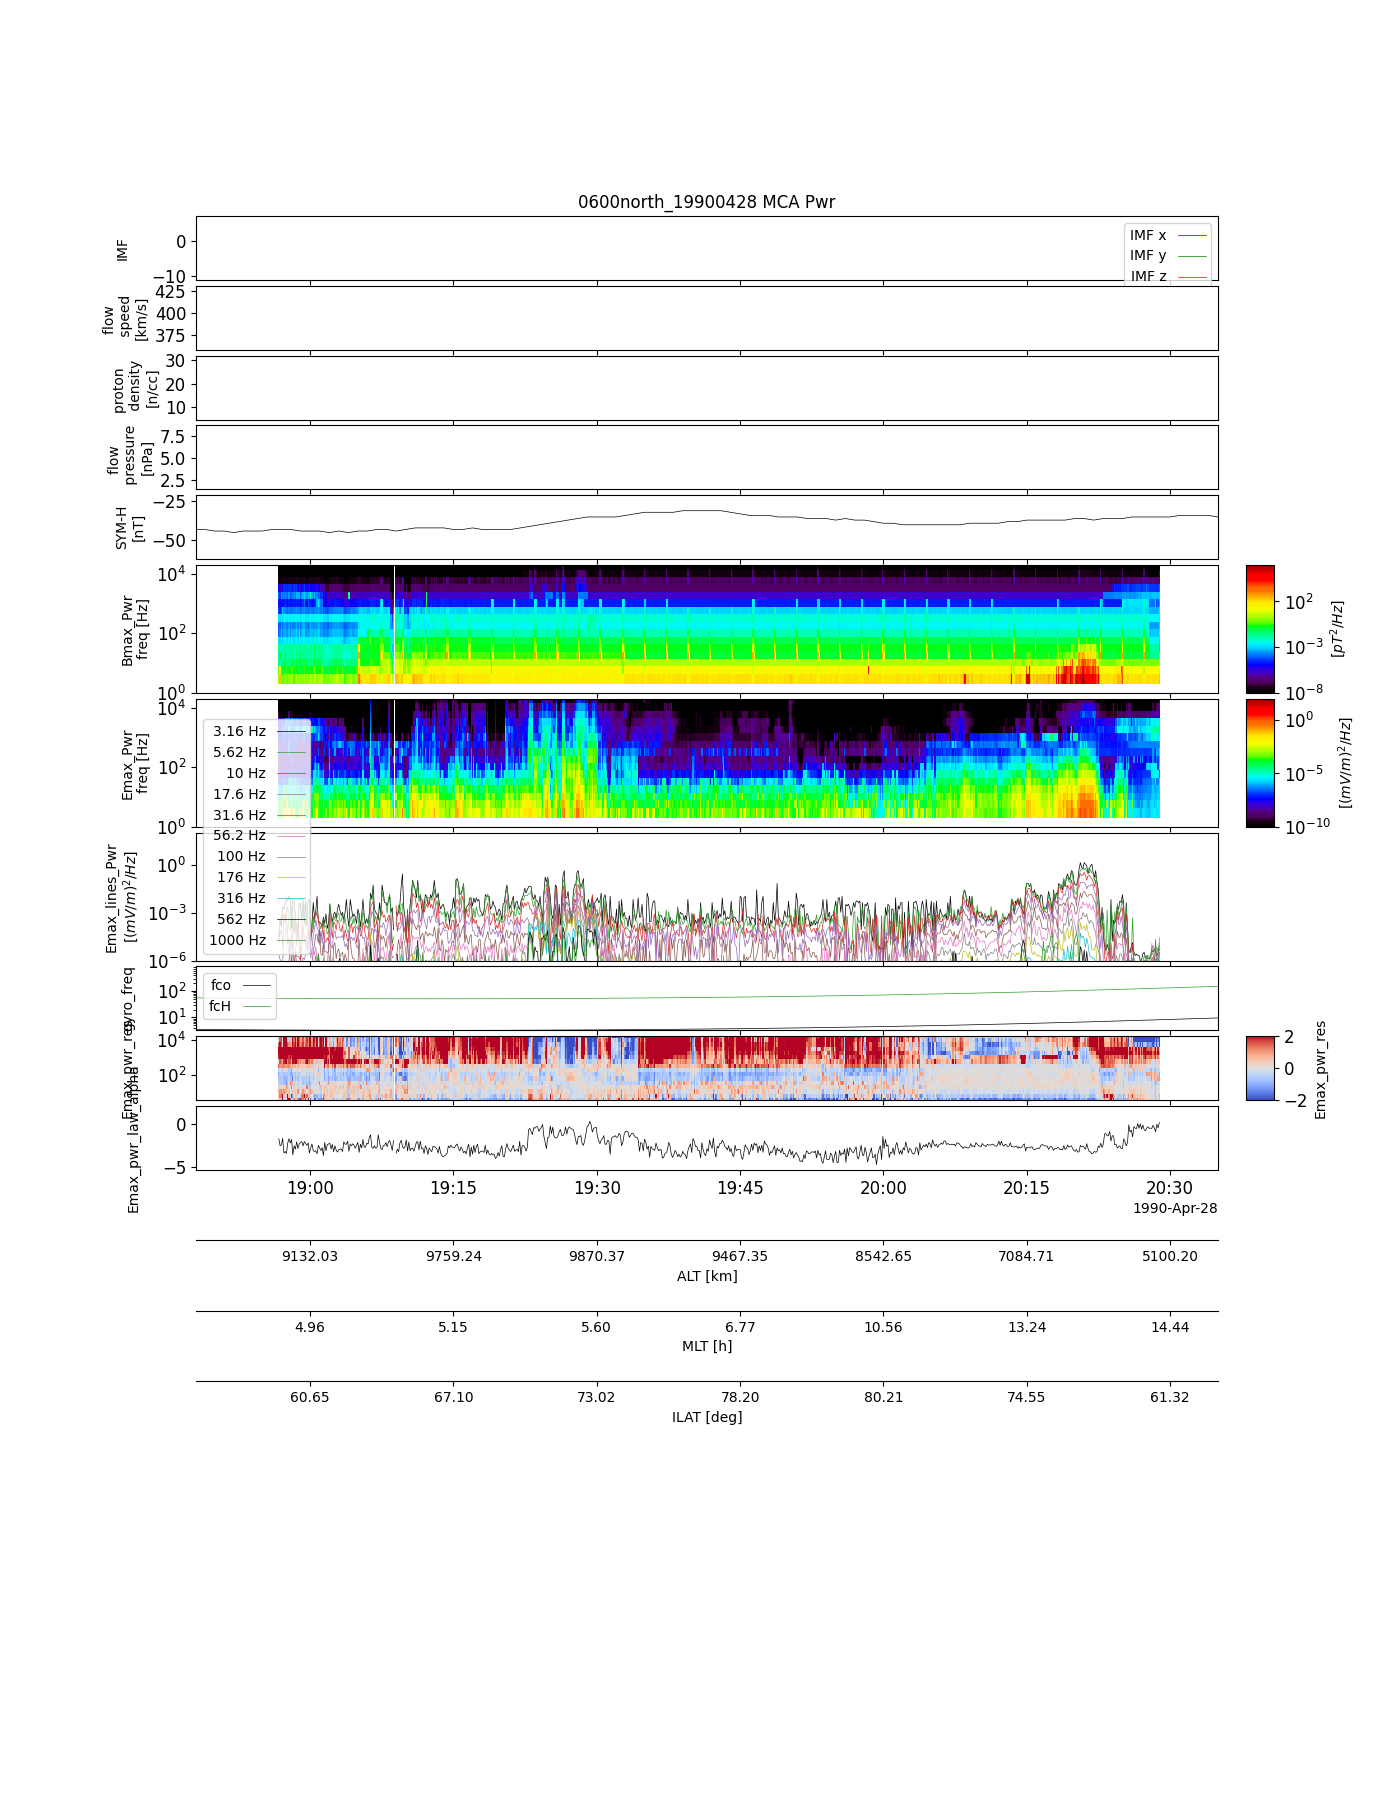 0600north_19900428 MCA Pwr
IMF
0
−10
IMF x
IMF y
IMF z
flow
speed
[km/s]
425
400
375
proton
density
[n/cc]
30
20
10
flow
pressure
[nPa]
7.5
5.0
2.5
SYM-H
[nT]
−25
−50
Bmax_Pwr
freq [Hz]
10^4
10^2
10^0
10^2
10^−3
10^−8
[pT^2/Hz]
Emax_Pwr
freq [Hz]
10^4
10^2
10^0
10^0
10^−5
10^−10
[(mV/m)^2/Hz]
3.16 Hz
5.62 Hz
10 Hz
17.6 Hz
31.6 Hz
56.2 Hz
100 Hz
176 Hz
316 Hz
562 Hz
1000 Hz
Emax_lines_Pwr
[(mV/m)^2/Hz]
10^0
10^−3
10^−6
gyro_freq
10^2
10^1
fco
fcH
Emax_pwr_res
10^4
10^2
2
0
−2
Emax_pwr_res
Emax_pwr_law_alpha
0
−5
19:00 19:15 19:30 19:45 20:00 20:15 20:30
1990-Apr-28
9132.03 9759.24 9870.37 9467.35 8542.65 7084.71 5100.20
ALT [km]
4.96 5.15 5.60 6.77 10.56 13.24 14.44
MLT [h]
60.65 67.10 73.02 78.20 80.21 74.55 61.32
ILAT [deg]